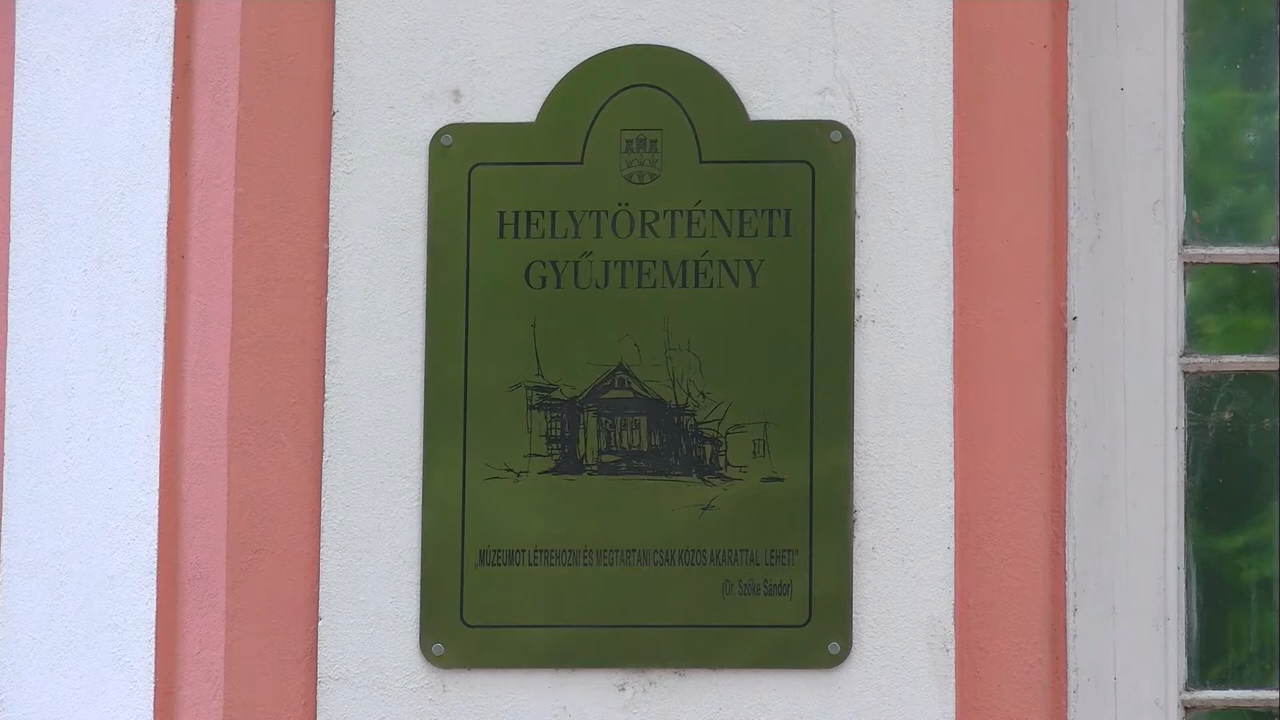 HELYTÖRTÉNETI
GYŰJTEMÉNY
„MÚZEUMOT LÉTREHOZNI ÉS MEGTARTANI CSAK KÖZÖS AKARATTAL LEHET!"
(Dr. Szőke Sándor)